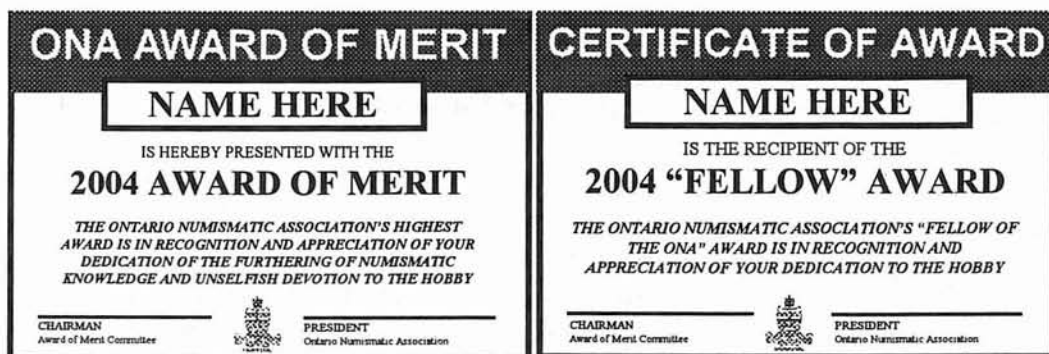 ONA AWARD OF MERIT
NAME HERE
IS HEREBY PRESENTED WITH THE
2004 AWARD OF MERIT
THE ONTARIO NUMISMATIC ASSOCIATION'S HIGHEST
AWARD IS IN RECOGNITION AND APPRECIATION OF YOUR
DEDICATION OF THE FURTHERING OF NUMISMATIC
KNOWLEDGE AND UNSELFISH DEVOTION TO THE HOBBY
CHAIRMAN
Award of Merit Committee
PRESIDENT
Ontario Numismatic Association
CERTIFICATE OF AWARD
NAME HERE
IS THE RECIPIENT OF THE
2004 “FELLOW” AWARD
THE ONTARIO NUMISMATIC ASSOCIATION'S “FELLOW OF
THE ONA” AWARD IS IN RECOGNITION AND
APPRECIATION OF YOUR DEDICATION TO THE HOBBY
CHAIRMAN
Award of Merit Committee
PRESIDENT
Ontario Numismatic Association